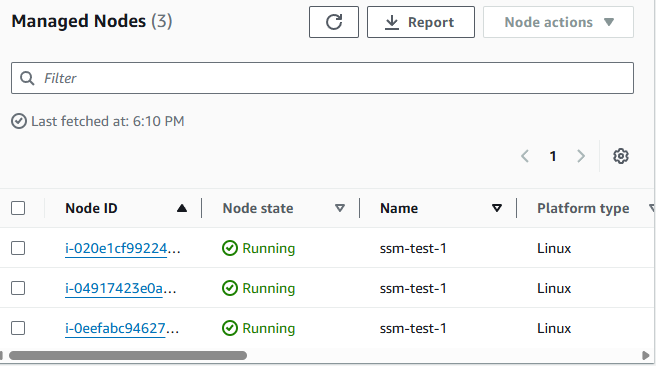 Managed Nodes (3) Report Node actions
Filter
Last fetched at: 6:10 PM
1
Node ID Node state Name Platform type
i-020e1cf99224... Running ssm-test-1 Linux
i-04917423e0a... Running ssm-test-1 Linux
i-0eefabc94627... Running ssm-test-1 Linux